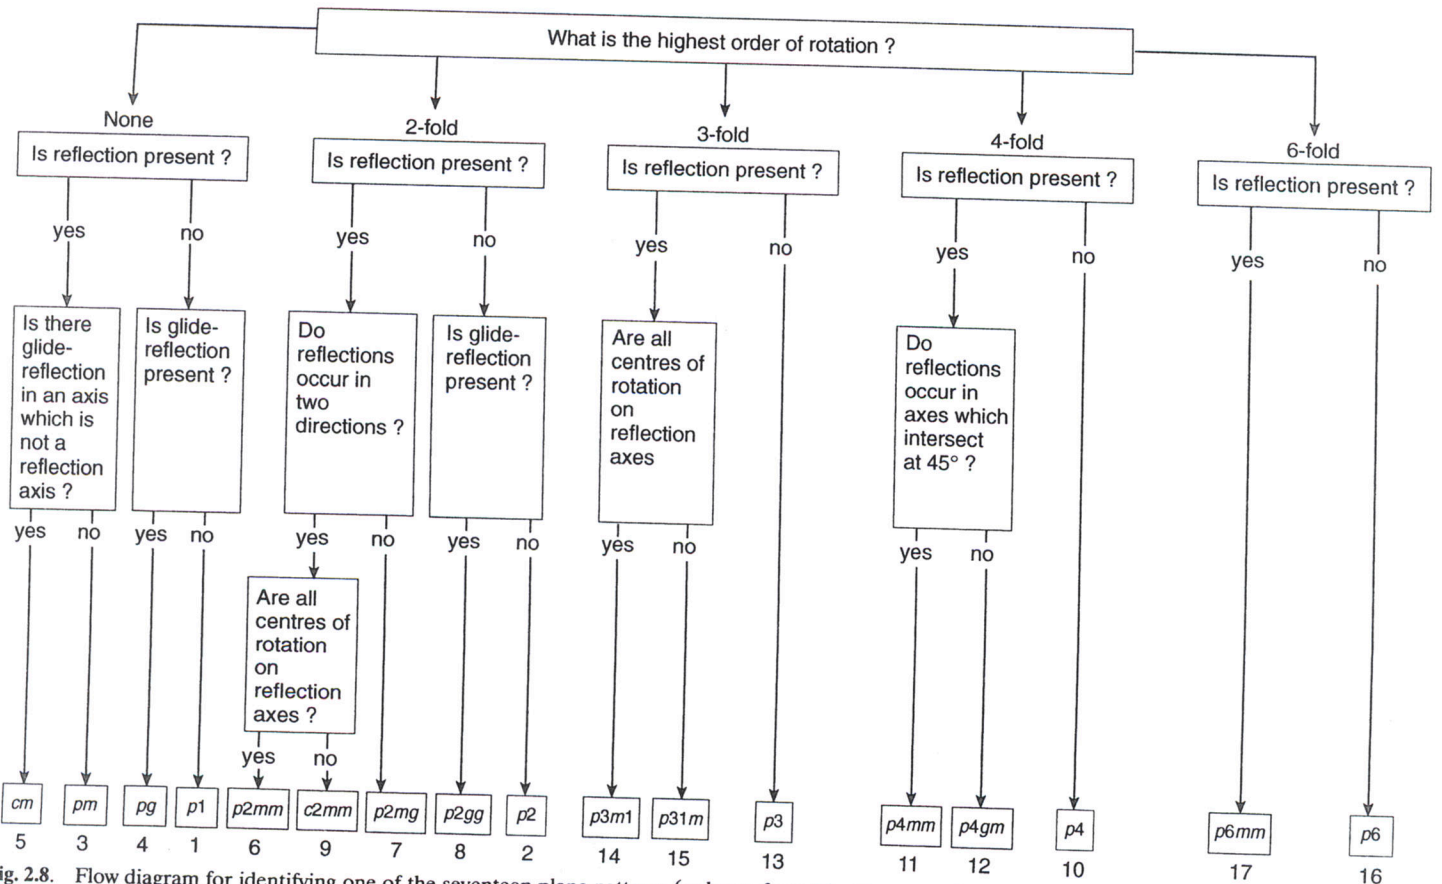 What is the highest order of rotation ?
None
2-fold
3-fold
4-fold
6-fold
Is reflection present ?
Is reflection present ?
Is reflection present ?
Is reflection present ?
Is reflection present ?
yes
no
yes
no
yes
no
yes
no
yes
no
Is there
glide-
reflection
in an axis
which is
not a
reflection
axis ?
Is glide-
reflection
present ?
Do
reflections
occur in
two
directions ?
Is glide-
reflection
present ?
Are all
centres of
rotation
on
reflection
axes
Do
reflections
occur in
axes which
intersect
at 45° ?
yes
no
yes
no
yes
no
yes
no
yes
no
yes
no
Are all
centres of
rotation
on
reflection
axes ?
yes
no
cm
pm
pg
p1
p2mm
c2mm
p2mg
p2gg
p2
p3m1
p31m
p3
p4mm
p4gm
p4
p6mm
p6
5
3
4
1
6
9
7
8
2
14
15
13
11
12
10
17
16
2.8. Flow diagram for identifying one of the seventeen plane